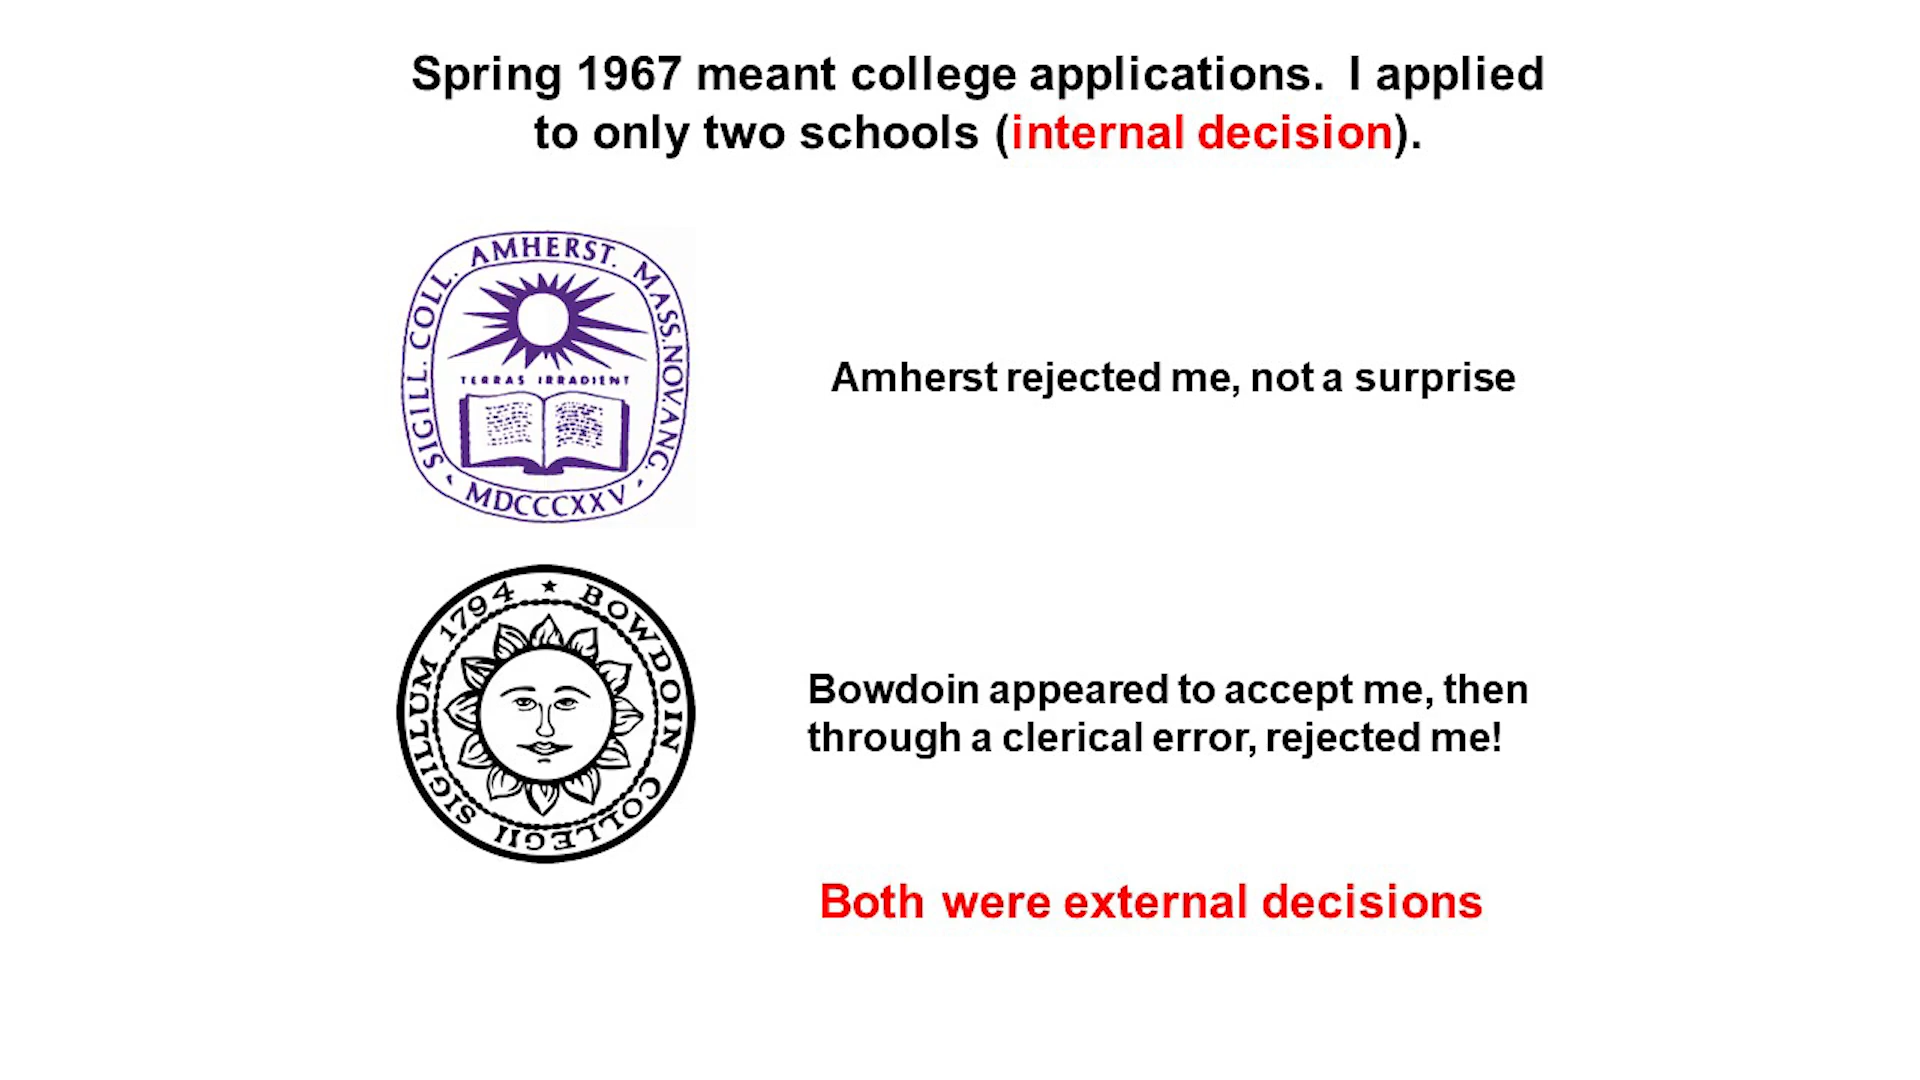 Spring 1967 meant college applications. I applied
to only two schools (internal decision).
SIGILL. COLL. AMHERST. MASS. NOV. ANG.
TERRAS IRRADIENT
MDCCCXXV
Amherst rejected me, not a surprise
SIGILLUM 1794 ★ BOWDOIN COLLEGII
Bowdoin appeared to accept me, then
through a clerical error, rejected me!
Both were external decisions